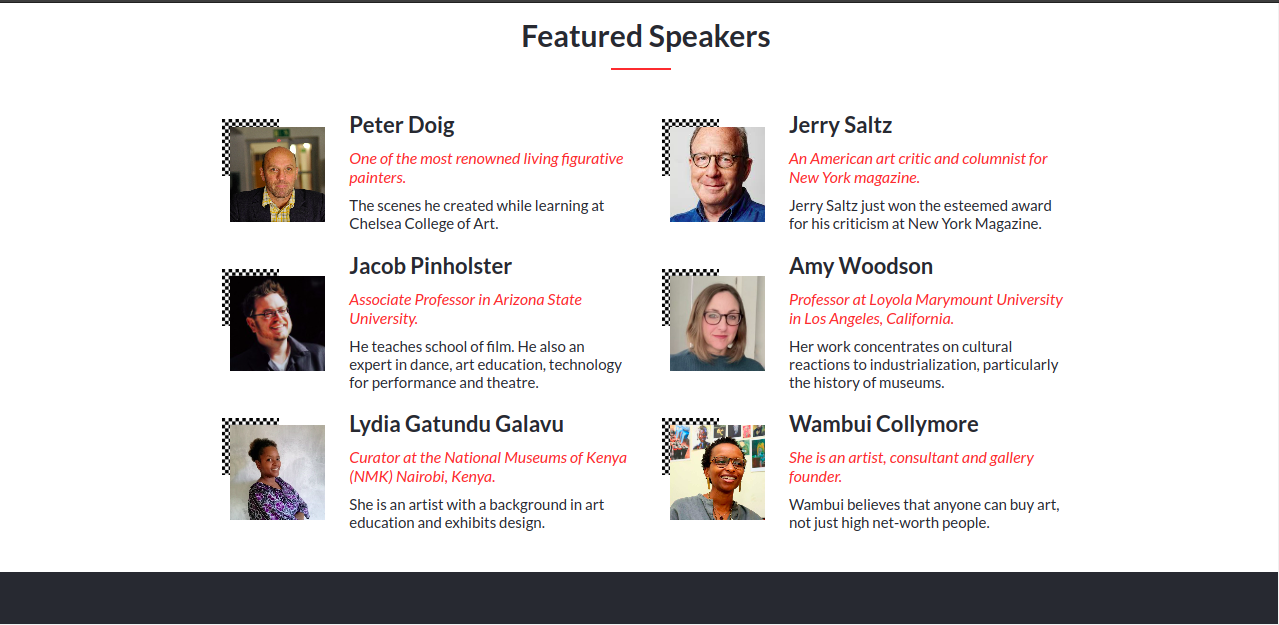 Featured Speakers
Peter Doig
One of the most renowned living figurative
painters.
The scenes he created while learning at
Chelsea College of Art.
Jerry Saltz
An American art critic and columnist for
New York magazine.
Jerry Saltz just won the esteemed award
for his criticism at New York Magazine.
Jacob Pinholster
Associate Professor in Arizona State
University.
He teaches school of film. He also an
expert in dance, art education, technology
for performance and theatre.
Amy Woodson
Professor at Loyola Marymount University
in Los Angeles, California.
Her work concentrates on cultural
reactions to industrialization, particularly
the history of museums.
Lydia Gatundu Galavu
Curator at the National Museums of Kenya
(NMK) Nairobi, Kenya.
She is an artist with a background in art
education and exhibits design.
Wambui Collymore
She is an artist, consultant and gallery
founder.
Wambui believes that anyone can buy art,
not just high net-worth people.